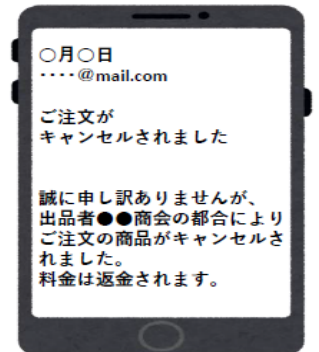 ○月○日
････@mail.com
ご注文が
キャンセルされました
誠に申し訳ありませんが、
出品者●●商会の都合により
ご注文の商品がキャンセルさ
れました。
料金は返金されます。